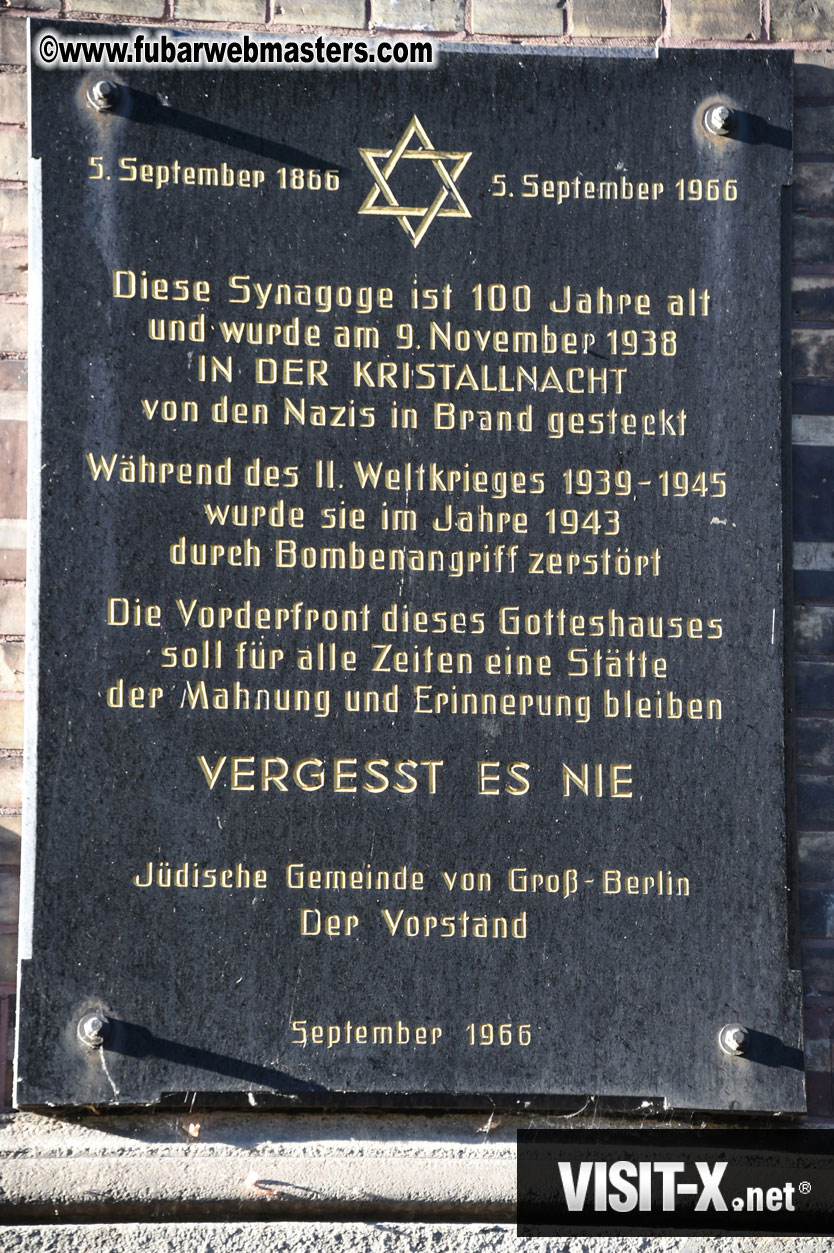 ©www.fubarwebmasters.com
5. September 1866 5. September 1966
Diese Synagoge ist 100 Jahre alt
und wurde am 9. November 1938
IN DER KRISTALLNACHT
von den Nazis in Brand gesteckt
Während des II. Weltkrieges 1939-1945
wurde sie im Jahre 1943
durch Bombenangriff zerstört
Die Vorderfront dieses Gotteshauses
soll für alle Zeiten eine Stätte
der Mahnung und Erinnerung bleiben
VERGESST ES NIE
Jüdische Gemeinde von Groß-Berlin
Der Vorstand
September 1966
VISIT-X.net®